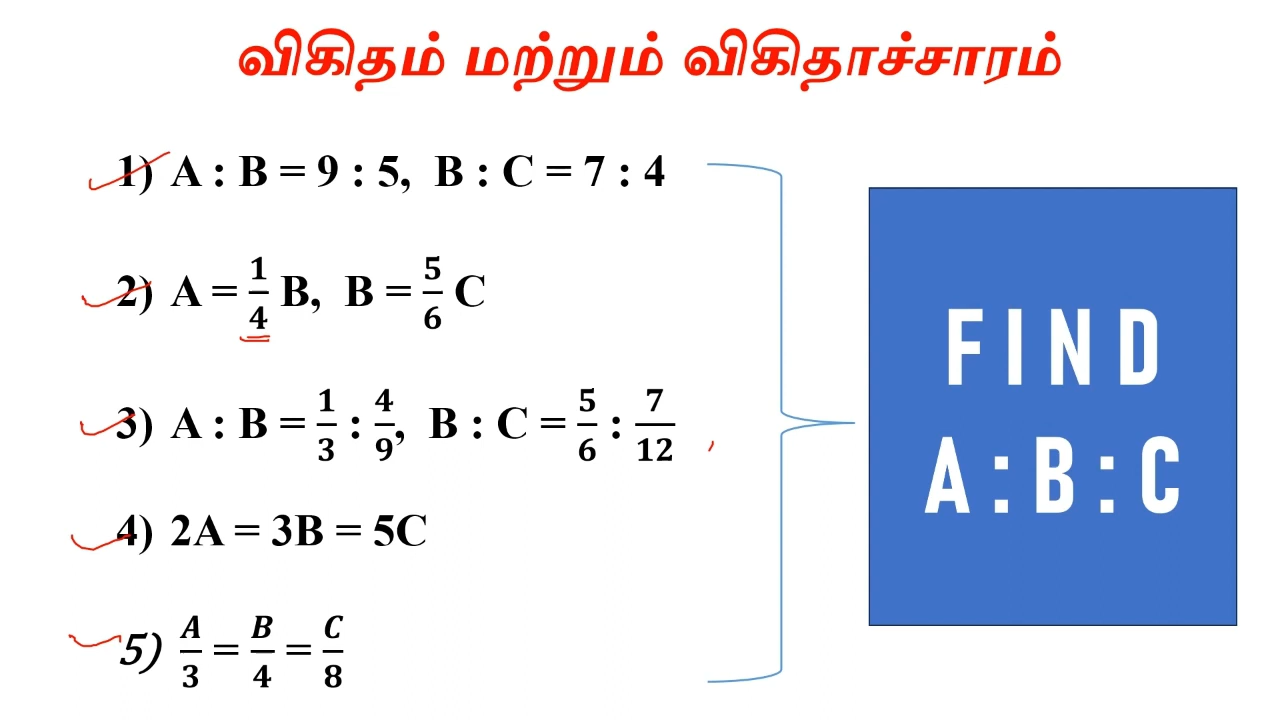 விகிதம் மற்றும் விகிதாச்சாரம்
1) A : B = 9 : 5, B : C = 7 : 4
2) A = 1/4 B, B = 5/6 C
3) A : B = 1/3 : 4/9, B : C = 5/6 : 7/12
4) 2A = 3B = 5C
5) A/3 = B/4 = C/8
FIND
A:B:C